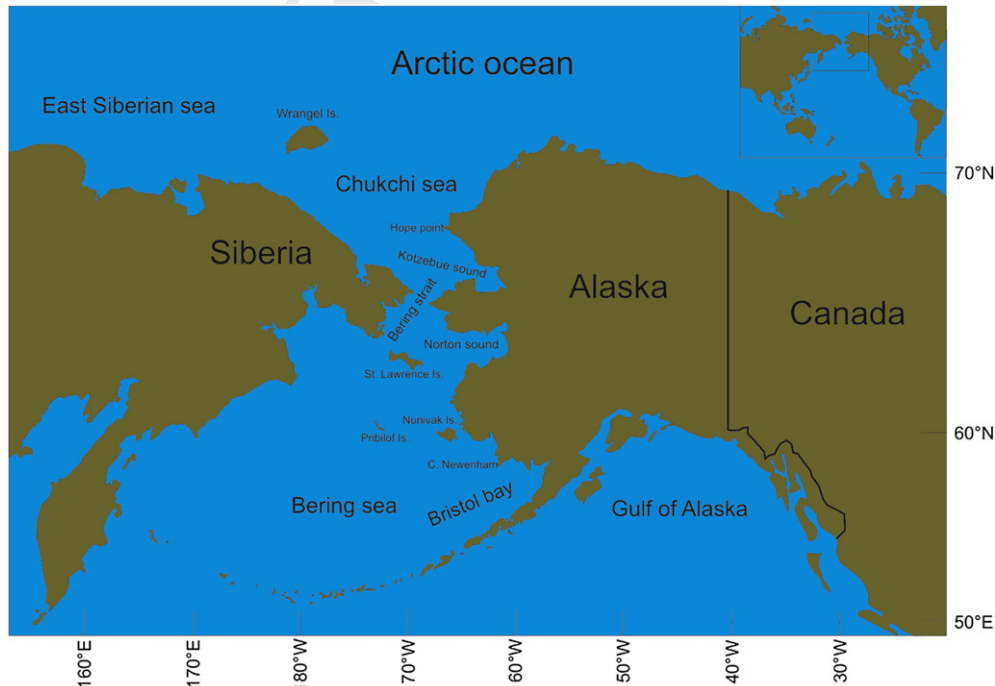 Arctic ocean
East Siberian sea
Wrangel Is.
70°N
Chukchi sea
Hope point
Siberia
Kotzebue sound
Alaska
Bering strait
Canada
Norton sound
St. Lawrence Is.
Nunivak Is.
60°N
Pribilof Is.
C. Newenham
Bering sea
Bristol bay
Gulf of Alaska
50°E
160°E
170°E
180°W
170°W
160°W
50°W
40°W
30°W